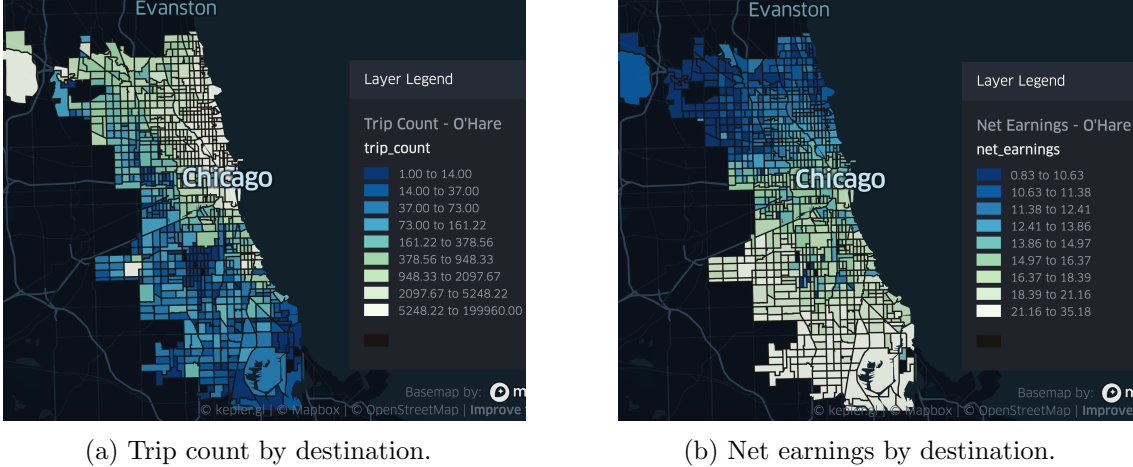 Evanston
Chicago
Layer Legend
Trip Count - O'Hare
trip_count
1.00 to 14.00
14.00 to 37.00
37.00 to 73.00
73.00 to 161.22
161.22 to 378.56
378.56 to 948.33
948.33 to 2097.67
2097.67 to 5248.22
5248.22 to 199960.00
Basemap by: m
© kepler.gl | © Mapbox | © OpenStreetMap | Improve
(a) Trip count by destination.
Evanston
Chicago
Layer Legend
Net Earnings - O'Hare
net_earnings
0.83 to 10.63
10.63 to 11.38
11.38 to 12.41
12.41 to 13.86
13.86 to 14.97
14.97 to 16.37
16.37 to 18.39
18.39 to 21.16
21.16 to 35.18
Basemap by: m
© kepler.gl | © Mapbox | © OpenStreetMap | Improve
(b) Net earnings by destination.